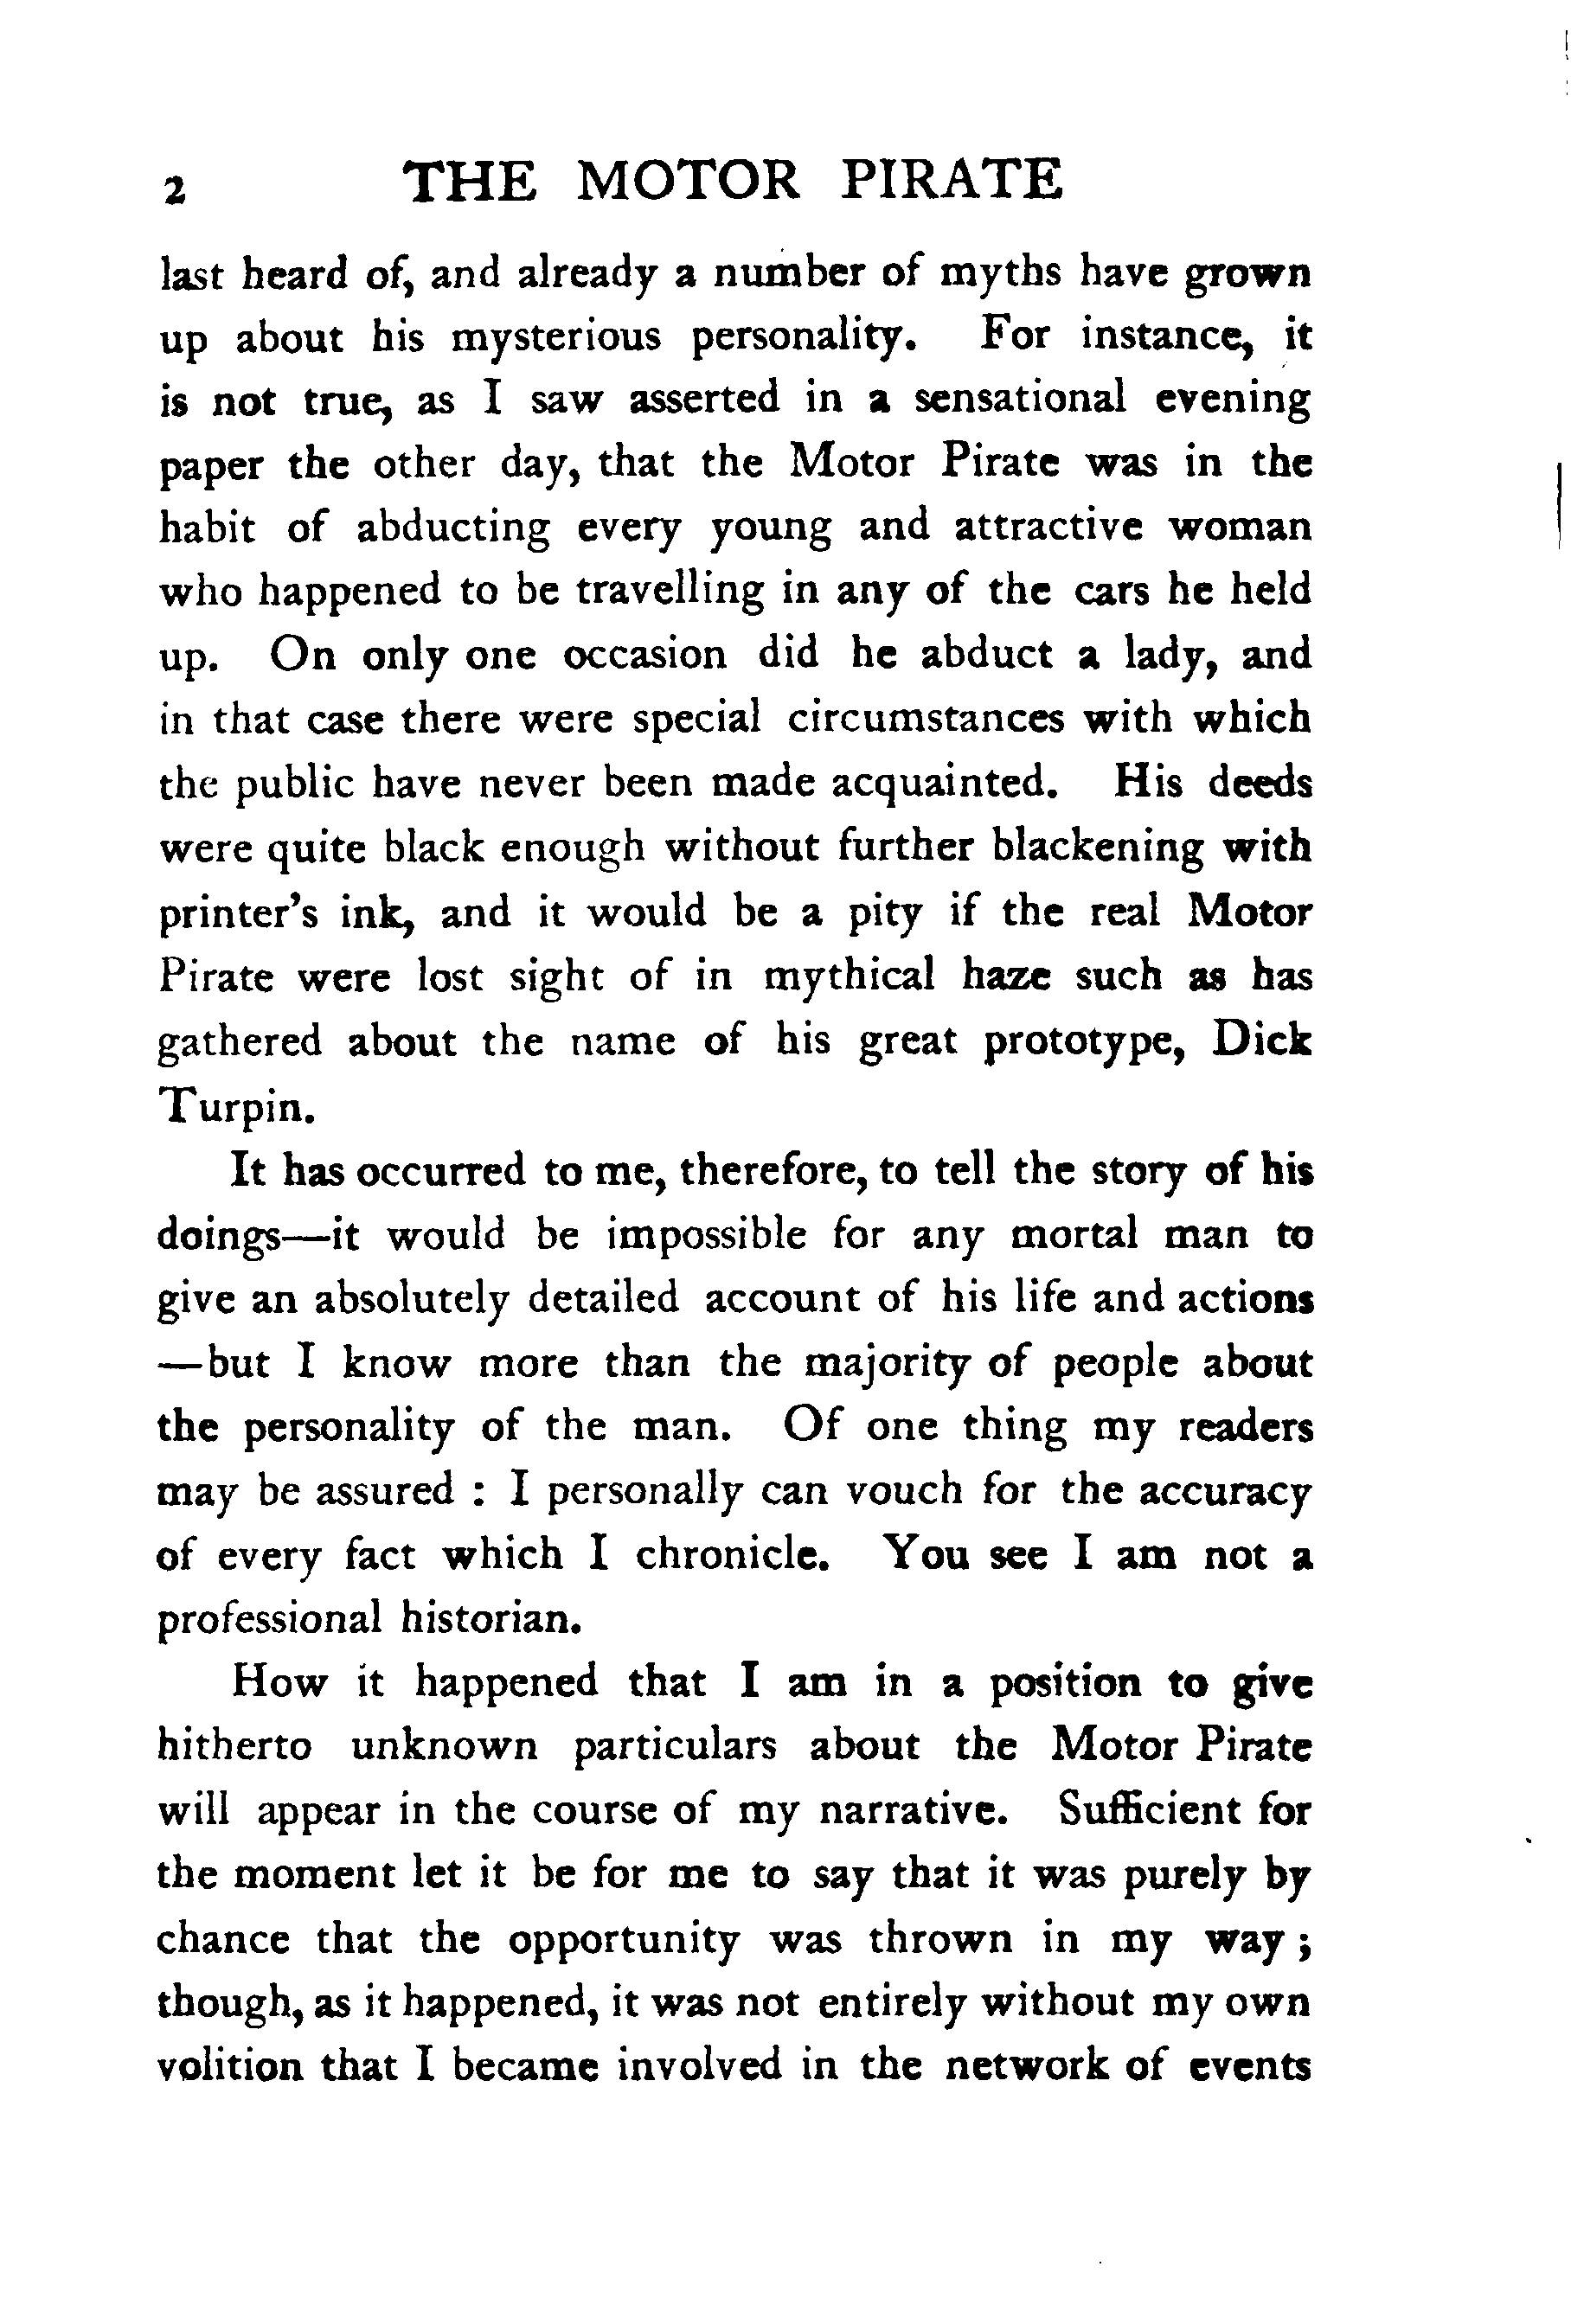 2 THE MOTOR PIRATE
last heard of, and already a number of myths have grown
up about his mysterious personality. For instance, it
is not true, as I saw asserted in a sensational evening
paper the other day, that the Motor Pirate was in the
habit of abducting every young and attractive woman
who happened to be travelling in any of the cars he held
up. On only one occasion did he abduct a lady, and
in that case there were special circumstances with which
the public have never been made acquainted. His deeds
were quite black enough without further blackening with
printer's ink, and it would be a pity if the real Motor
Pirate were lost sight of in mythical haze such as has
gathered about the name of his great prototype, Dick
Turpin.
It has occurred to me, therefore, to tell the story of his
doings—it would be impossible for any mortal man to
give an absolutely detailed account of his life and actions
—but I know more than the majority of people about
the personality of the man. Of one thing my readers
may be assured : I personally can vouch for the accuracy
of every fact which I chronicle. You see I am not a
professional historian.
How it happened that I am in a position to give
hitherto unknown particulars about the Motor Pirate
will appear in the course of my narrative. Sufficient for
the moment let it be for me to say that it was purely by
chance that the opportunity was thrown in my way ;
though, as it happened, it was not entirely without my own
volition that I became involved in the network of events